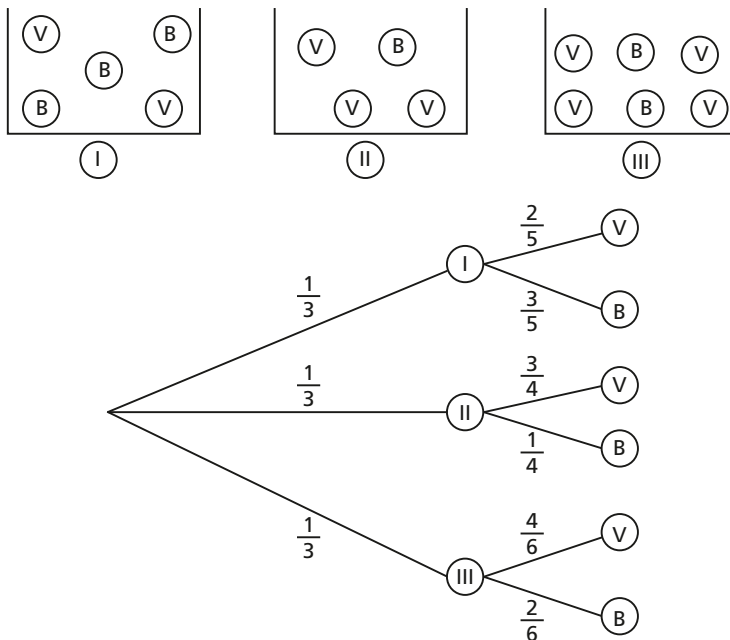 V B V B V B V
B
B V V V V B V
I II III
2/5 V
I
1/3 3/5 B
1/3 3/4 V
II
1/4 B
1/3 4/6 V
III
2/6 B